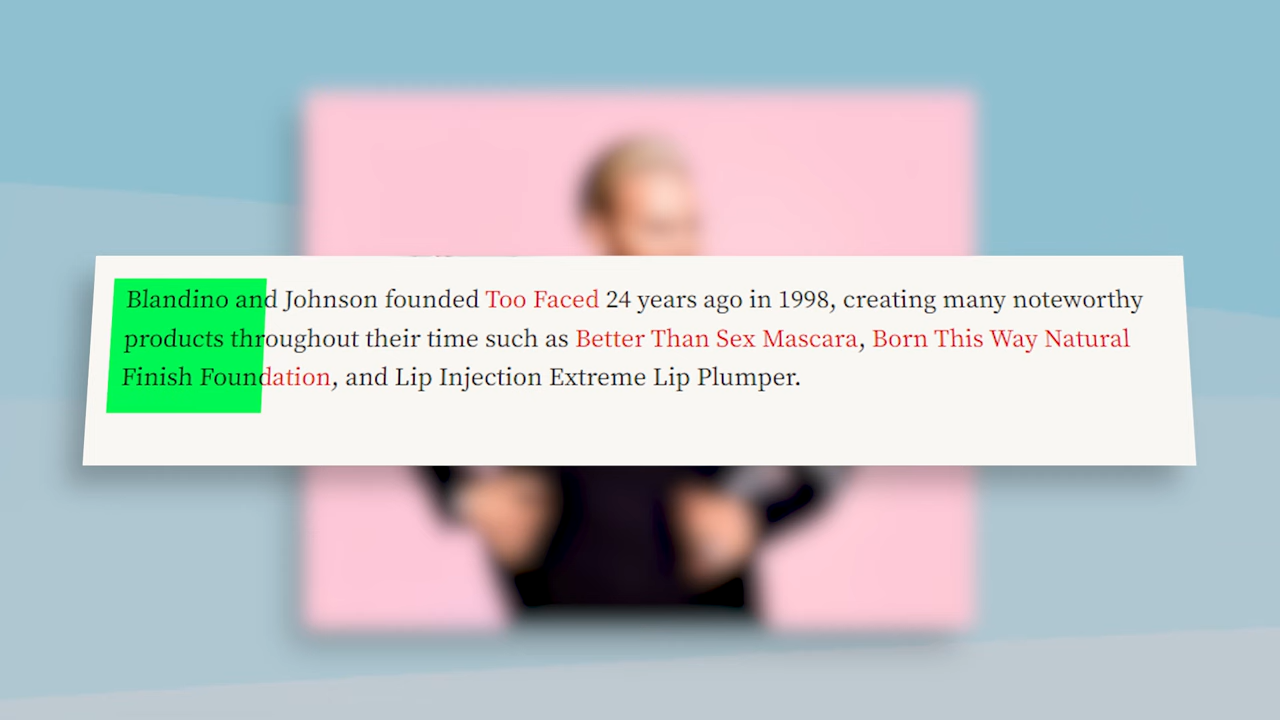 Blandino and Johnson founded Too Faced 24 years ago in 1998, creating many noteworthy
products throughout their time such as Better Than Sex Mascara, Born This Way Natural
Finish Foundation, and Lip Injection Extreme Lip Plumper.